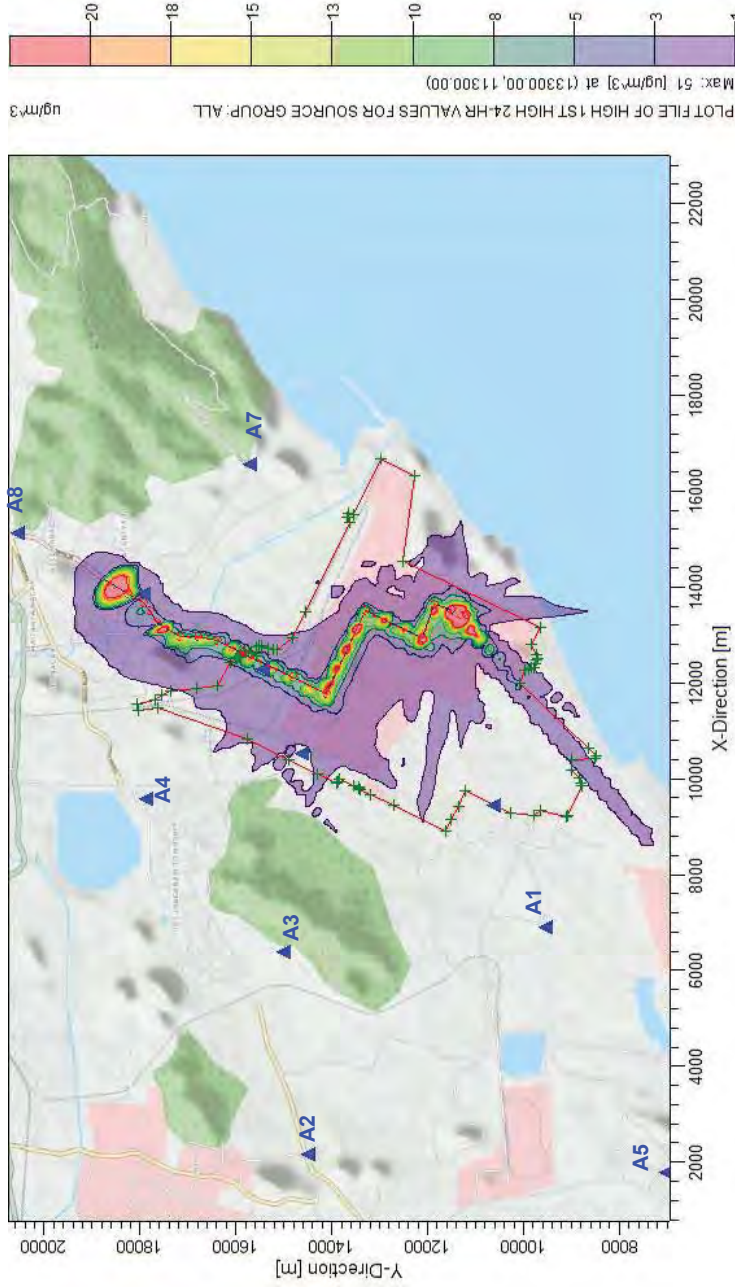 Y-Direction [m]
20000
18000
16000
14000
12000
10000
8000
X-Direction [m]
2000
4000
6000
8000
10000
12000
14000
16000
18000
20000
22000
A8
A7
A4
A3
A2
A1
A5
PLOT FILE OF HIGH 1ST HIGH 24-HR VALUES FOR SOURCE GROUP: ALL
ug/m^3
Max: 51 [ug/m^3] at (13300.00, 11300.00)
1
3
5
8
10
13
15
18
20